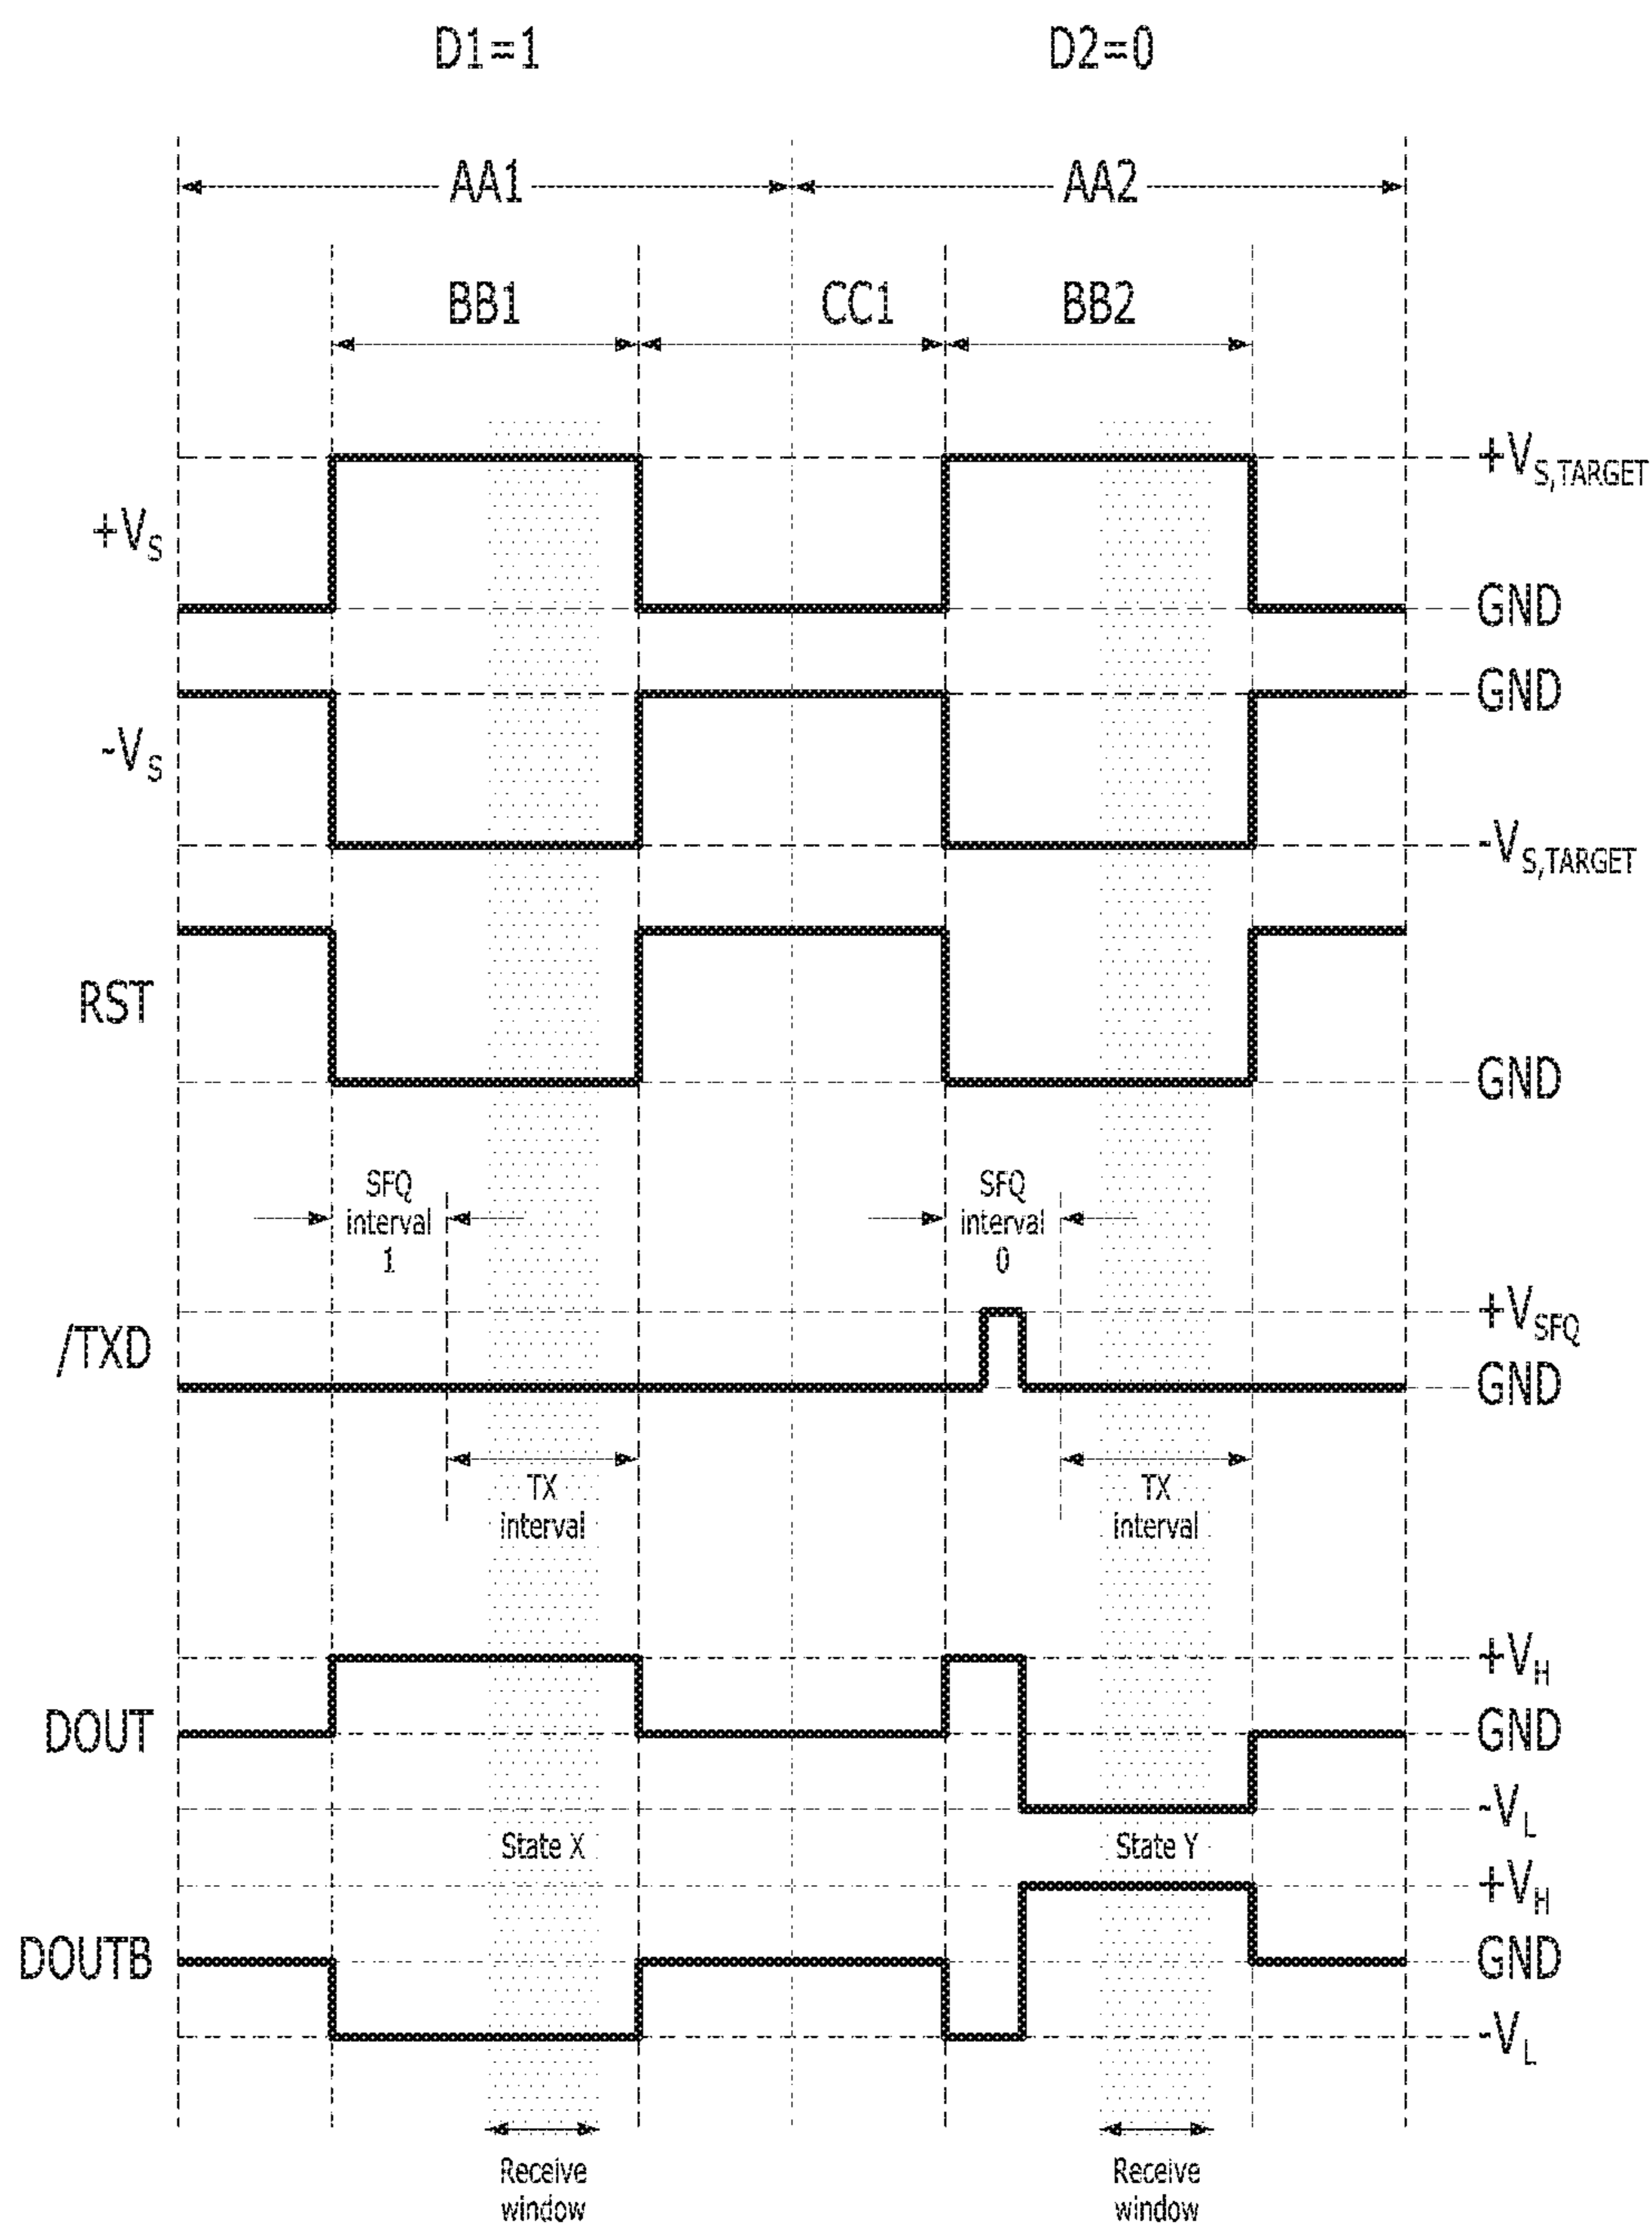 D1=1 D2=0
AA1 AA2
BB1 CC1 BB2
+VS,TARGET
+VS
GND
GND
-VS
-VS,TARGET
RST
GND
SFQ
interval
1
SFQ
interval
0
+VSFQ
/TXD
GND
TX
interval
TX
interval
+VH
DOUT
GND
-VL
State X State Y
+VH
DOUTB
GND
-VL
Receive
window
Receive
window